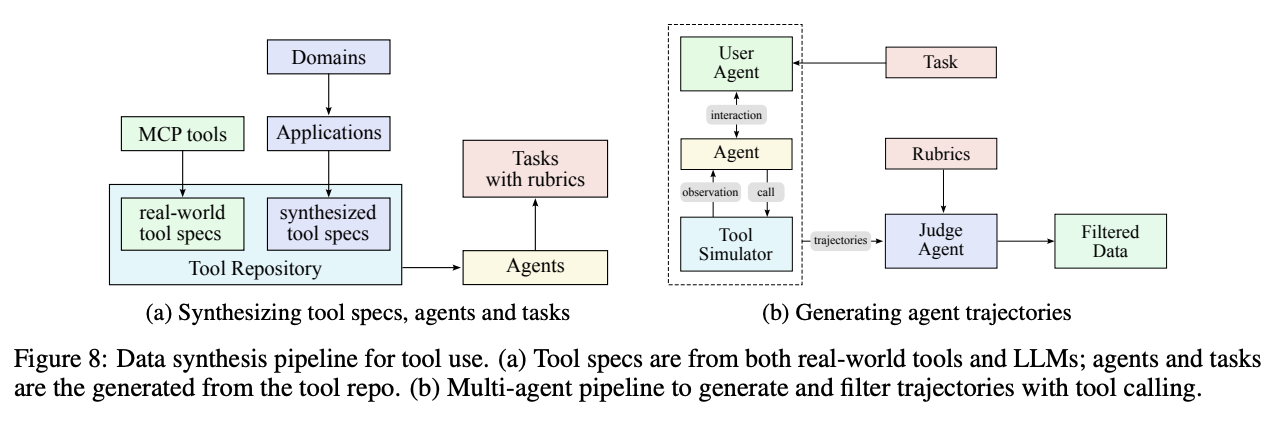 Domains
MCP tools
Applications
real-world
tool specs
synthesized
tool specs
Tool Repository
Tasks
with rubrics
Agents
(a) Synthesizing tool specs, agents and tasks
User
Agent
Task
interaction
Agent
observation
call
Tool
Simulator
trajectories
Rubrics
Judge
Agent
Filtered
Data
(b) Generating agent trajectories
Figure 8: Data synthesis pipeline for tool use. (a) Tool specs are from both real-world tools and LLMs; agents and tasks
are the generated from the tool repo. (b) Multi-agent pipeline to generate and filter trajectories with tool calling.